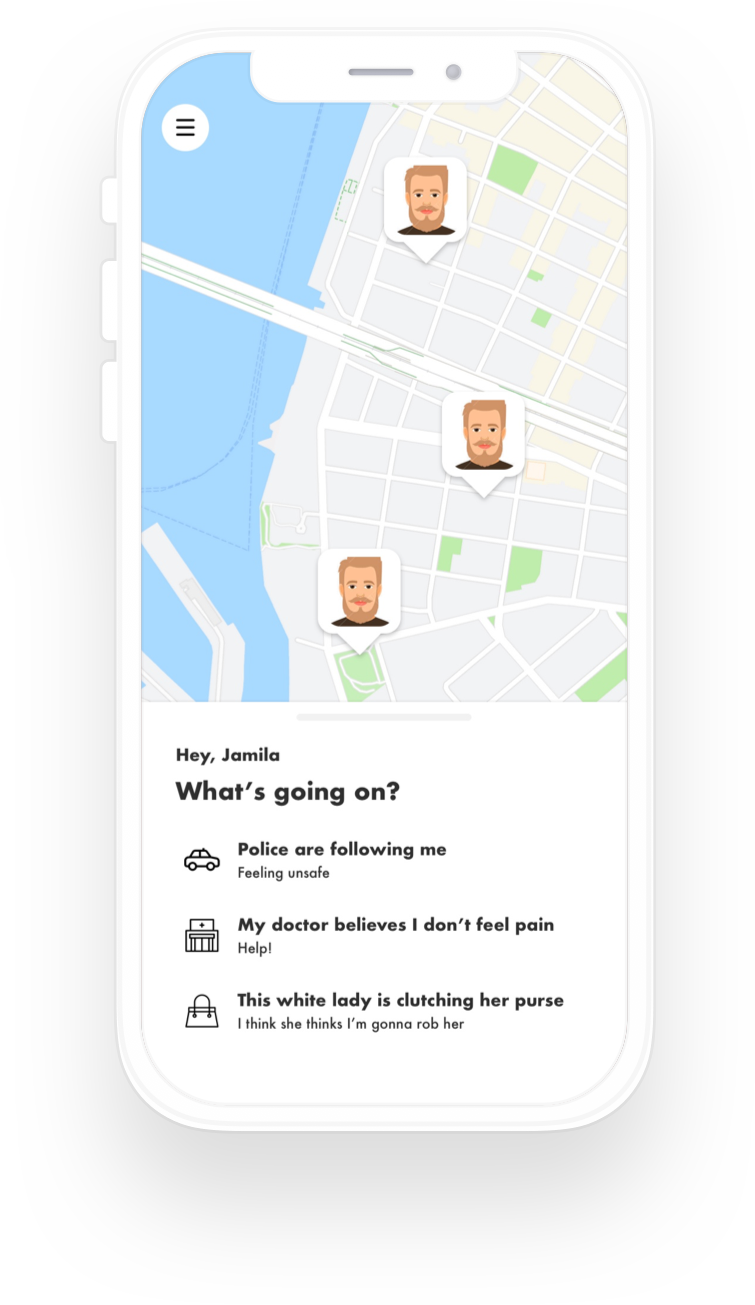 Hey, Jamila
What's going on?
Police are following me
Feeling unsafe
My doctor believes I don't feel pain
Help!
This white lady is clutching her purse
I think she thinks I'm gonna rob her